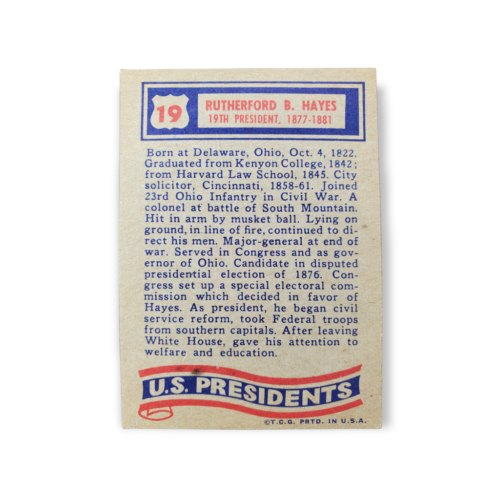 19
RUTHERFORD B. HAYES
19TH PRESIDENT, 1877-1881
Born at Delaware, Ohio, Oct. 4, 1822.
Graduated from Kenyon College, 1842;
from Harvard Law School, 1845. City
solicitor, Cincinnati, 1858-61. Joined
23rd Ohio Infantry in Civil War. A
colonel at battle of South Mountain.
Hit in arm by musket ball. Lying on
ground, in line of fire, continued to di-
rect his men. Major-general at end of
war. Served in Congress and as gov-
ernor of Ohio. Candidate in disputed
presidential election of 1876. Con-
gress set up a special electoral com-
mission which decided in favor of
Hayes. As president, he began civil
service reform, took Federal troops
from southern capitals. After leaving
White House, gave his attention to
welfare and education.
U.S. PRESIDENTS
©T.C.G. PRTD. IN U.S.A.